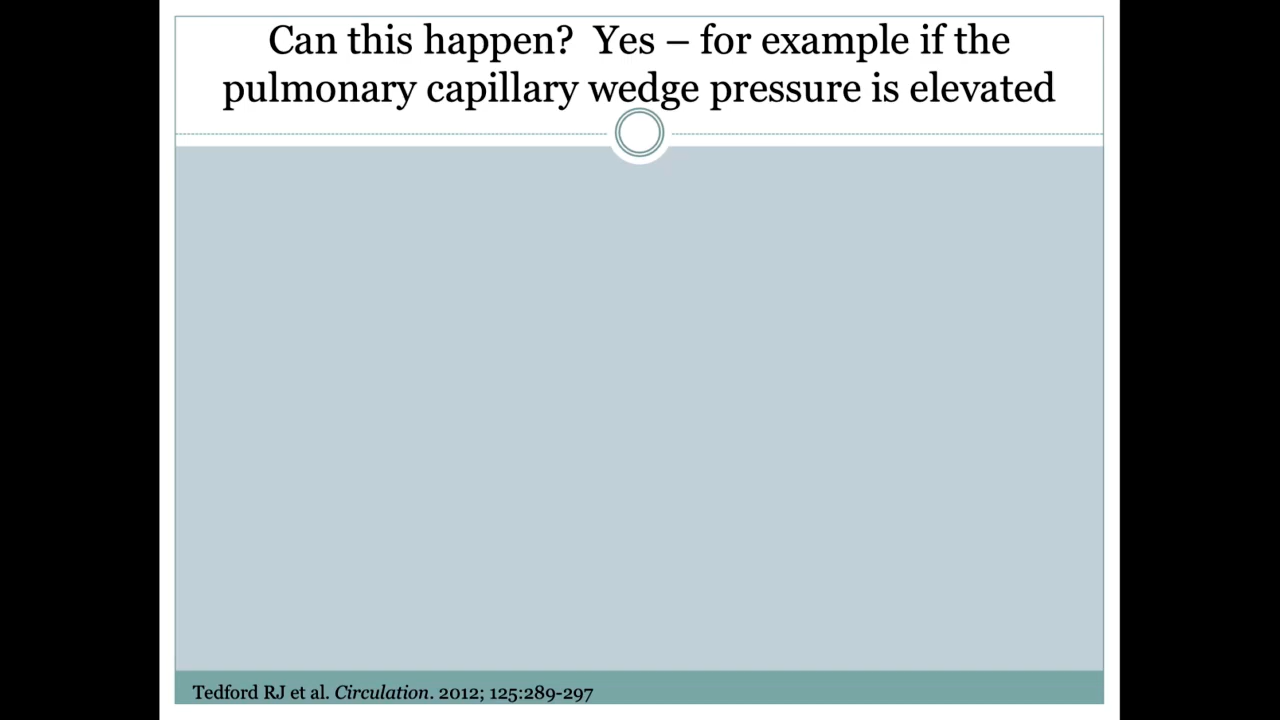 Can this happen?  Yes – for example if the
pulmonary capillary wedge pressure is elevated
Tedford RJ et al. Circulation. 2012; 125:289-297